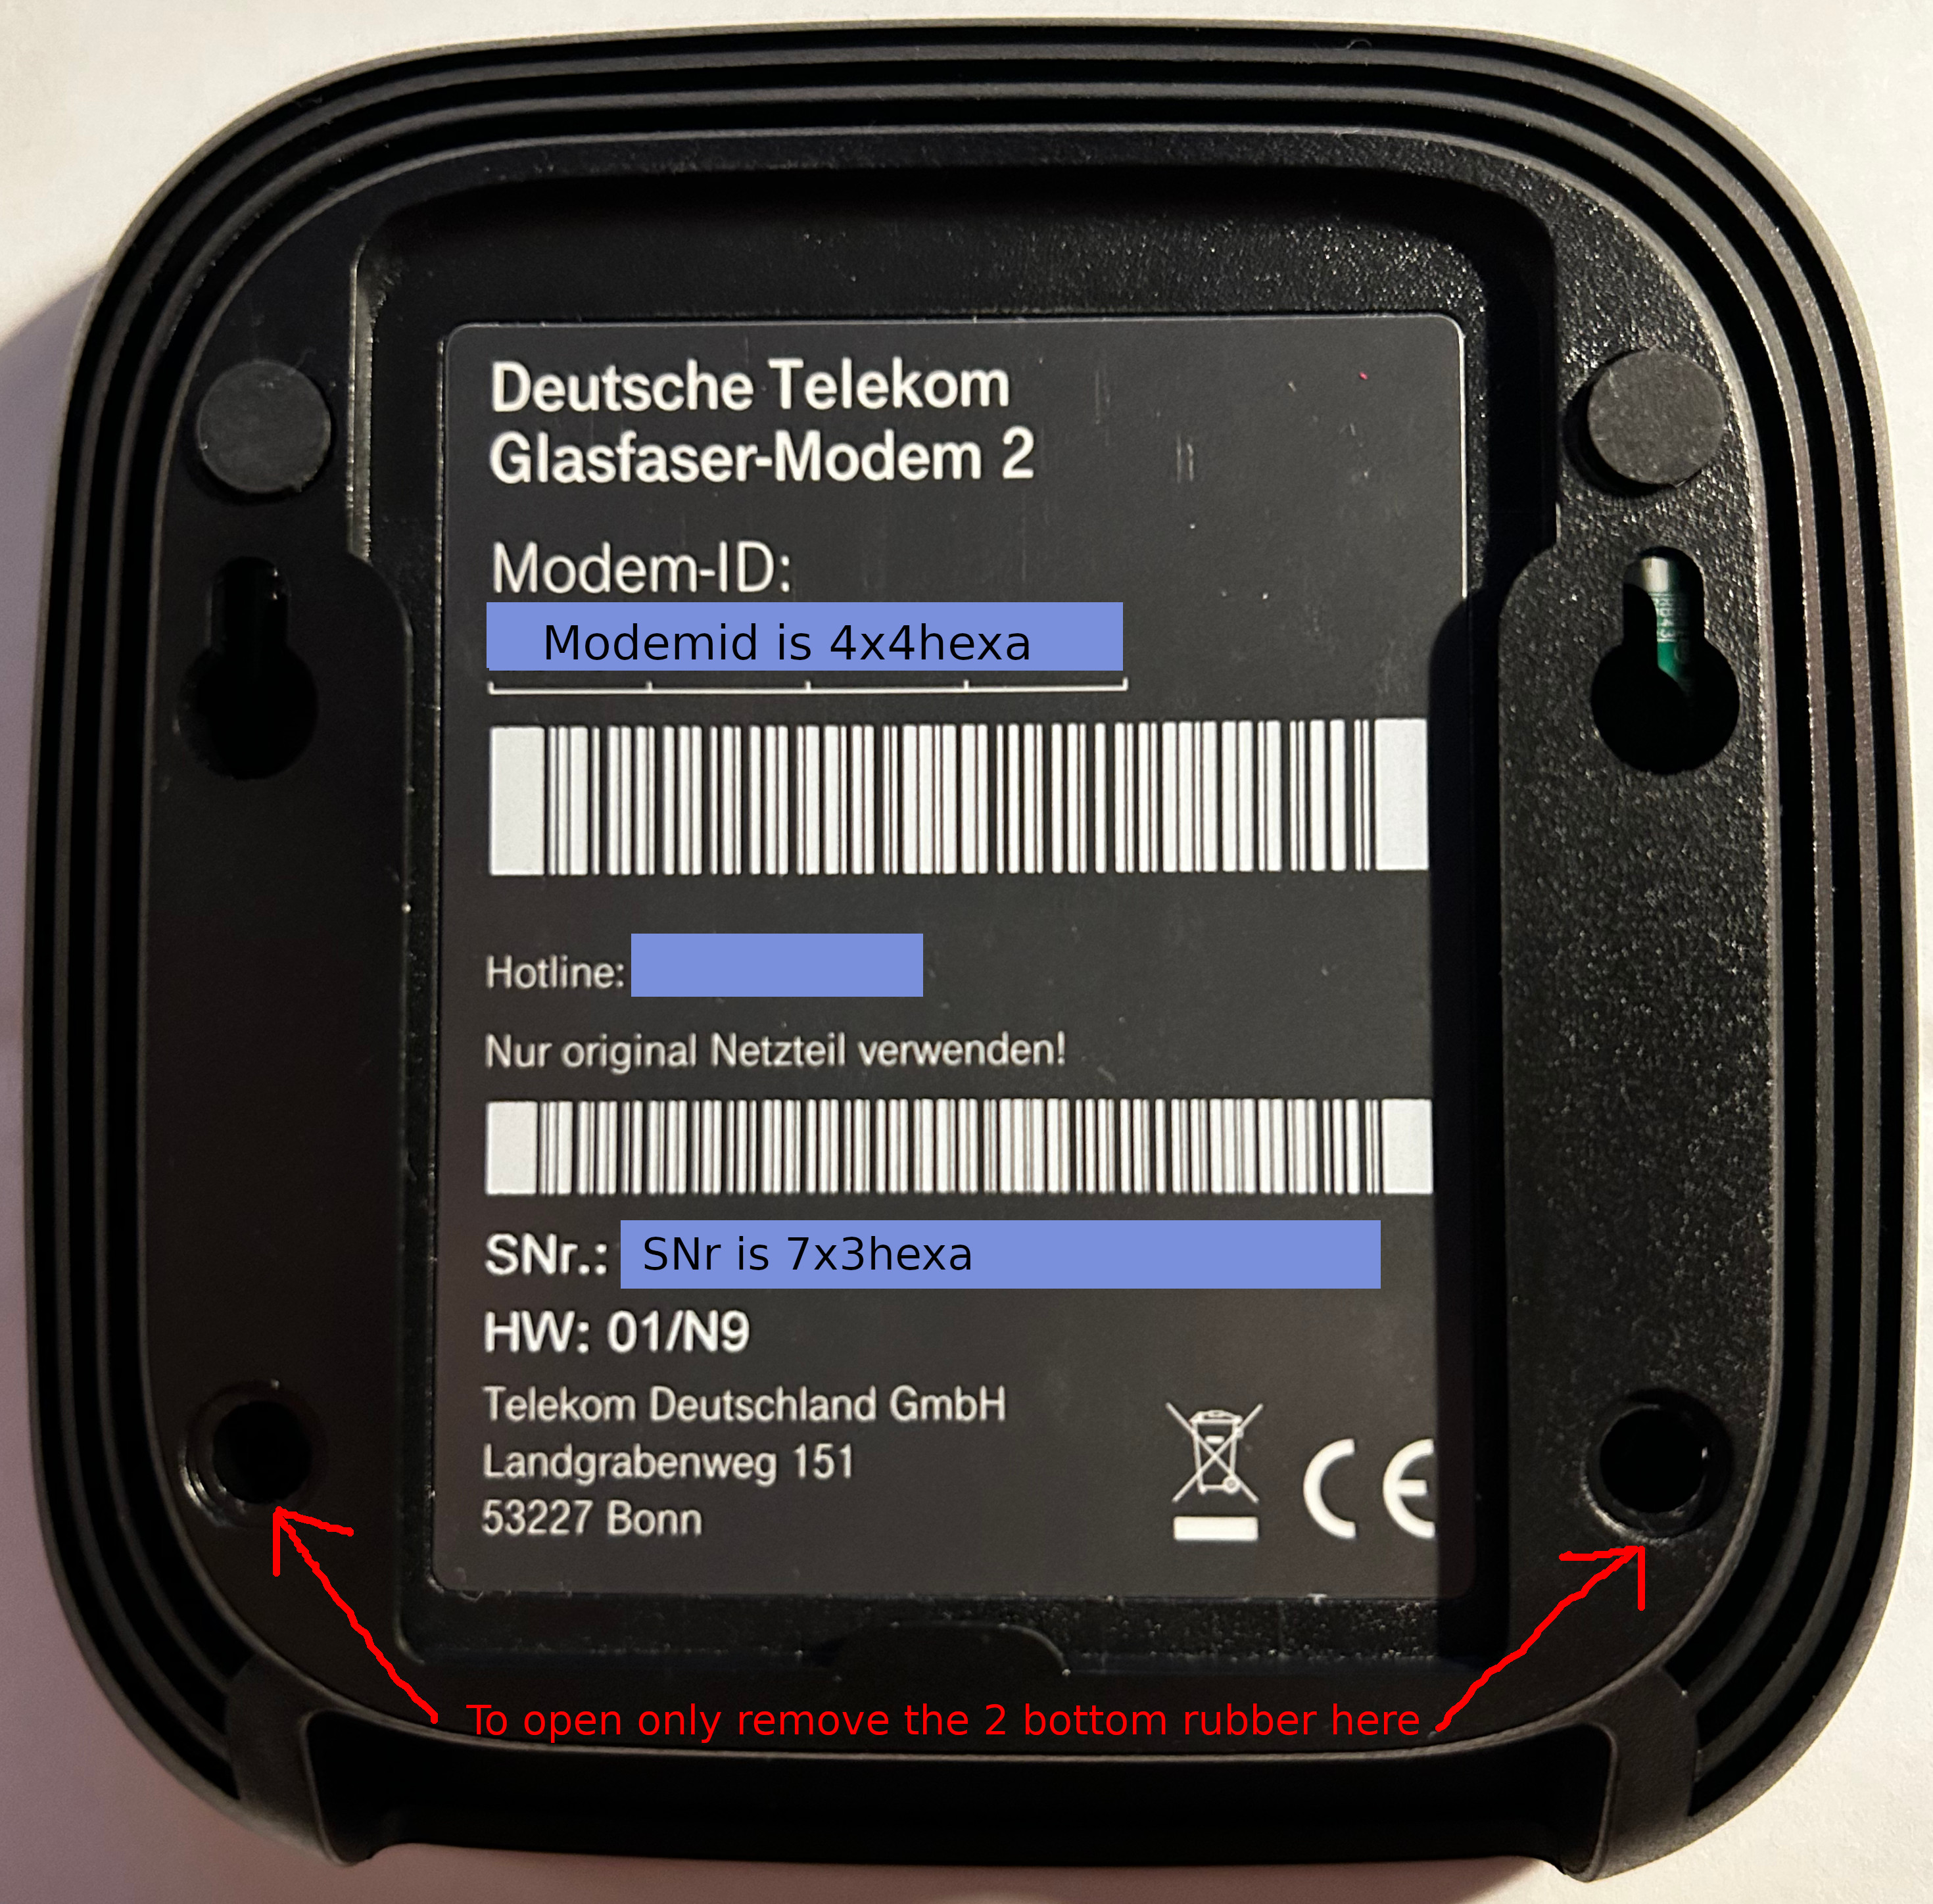 Deutsche Telekom
Glasfaser-Modem 2
Modem-ID:
Modemid is 4x4hexa
Hotline:
Nur original Netzteil verwenden!
SNr.: SNr is 7x3hexa
HW: 01/N9
Telekom Deutschland GmbH
Landgrabenweg 151
53227 Bonn
CE
To open only remove the 2 bottom rubber here